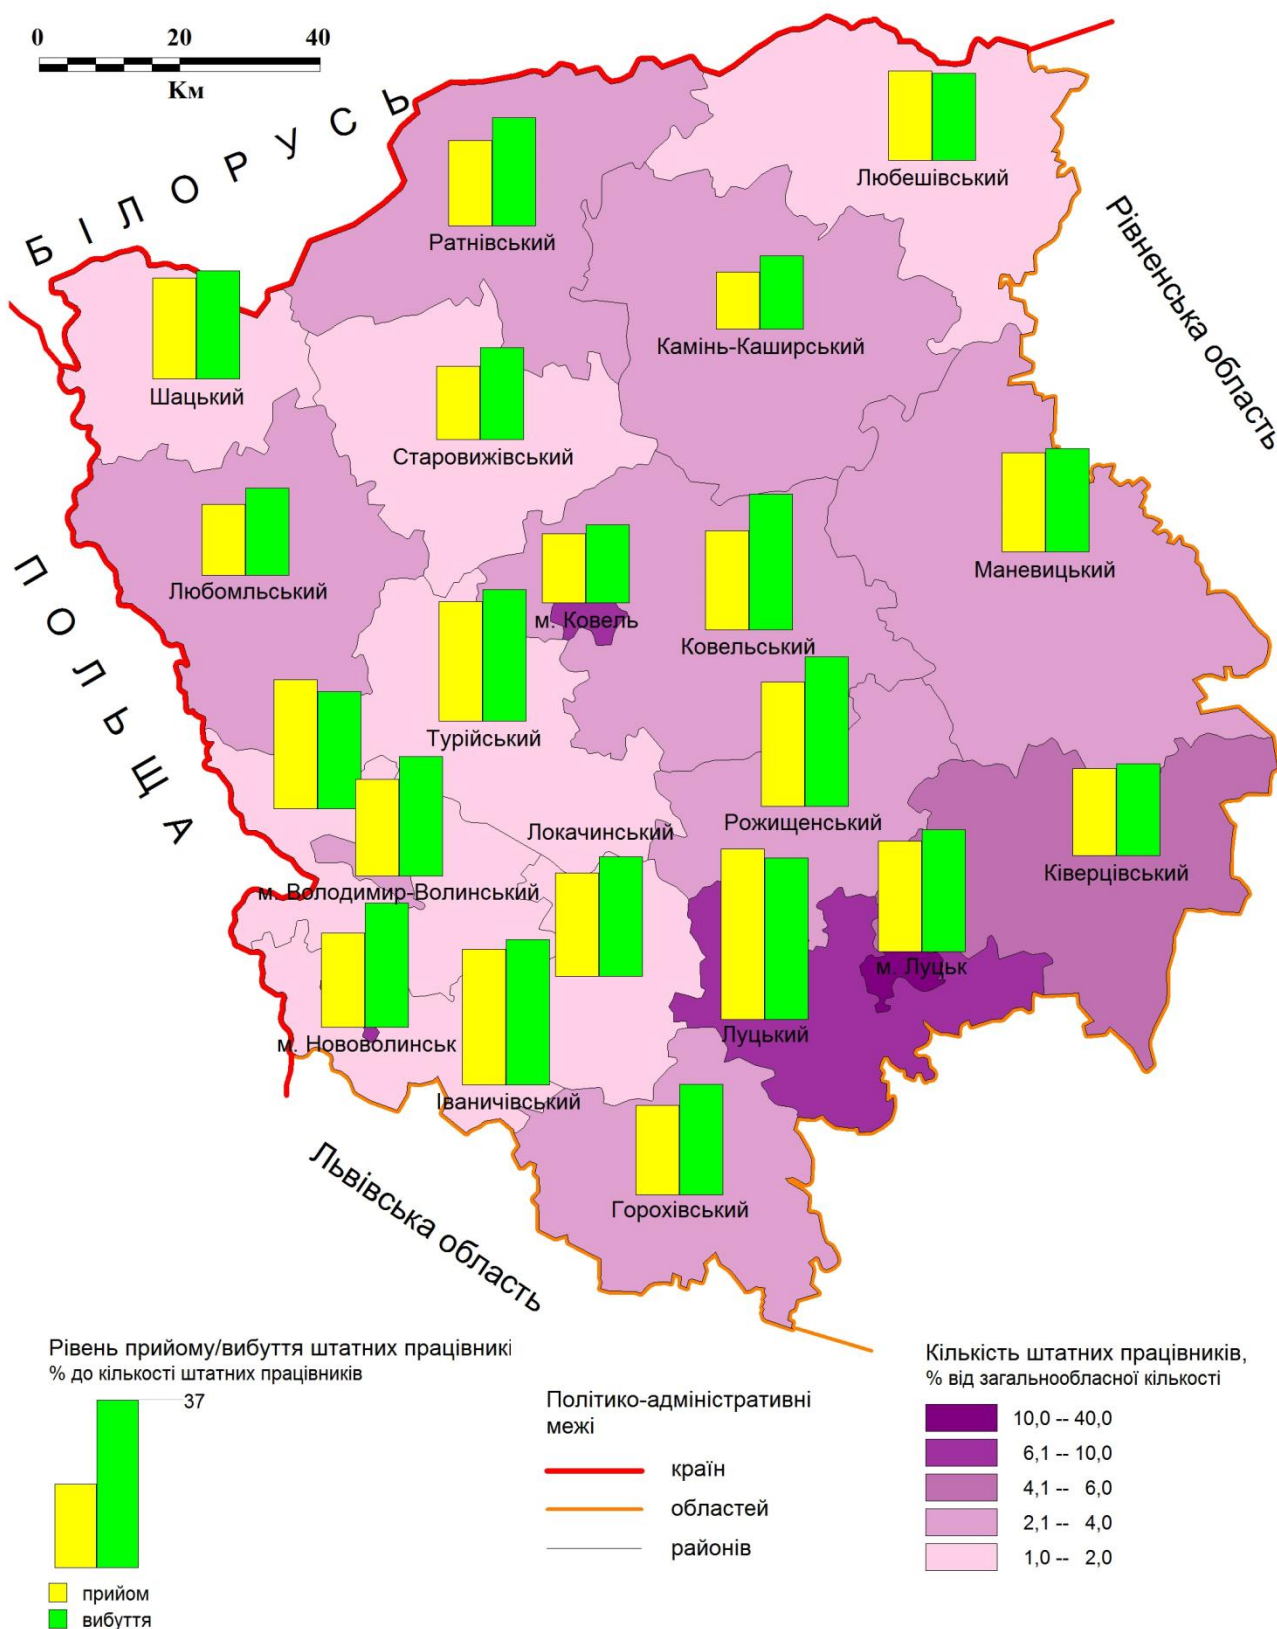 0 20 40
Км
БІЛОРУСЬ
Любешівський
Ратнівський
Рівненська область
Камінь-Каширський
Шацький
Старовижівський
Маневицький
Любомльський
м. Ковель
Ковельський
ПОЛЬЩА
Турійський
Рожищенський
Локачинський
Ківерцівський
м. Володимир-Волинський
м. Луцьк
Луцький
м. Нововолинськ
Іваничівський
Львівська область
Горохівський
Рівень прийому/вибуття штатних працівникі
% до кількості штатних працівників
37
прийом
вибуття
Політико-адміністративні
межі
країн
областей
районів
Кількість штатних працівників,
% від загальнообласної кількості
10,0 -- 40,0
6,1 -- 10,0
4,1 -- 6,0
2,1 -- 4,0
1,0 -- 2,0